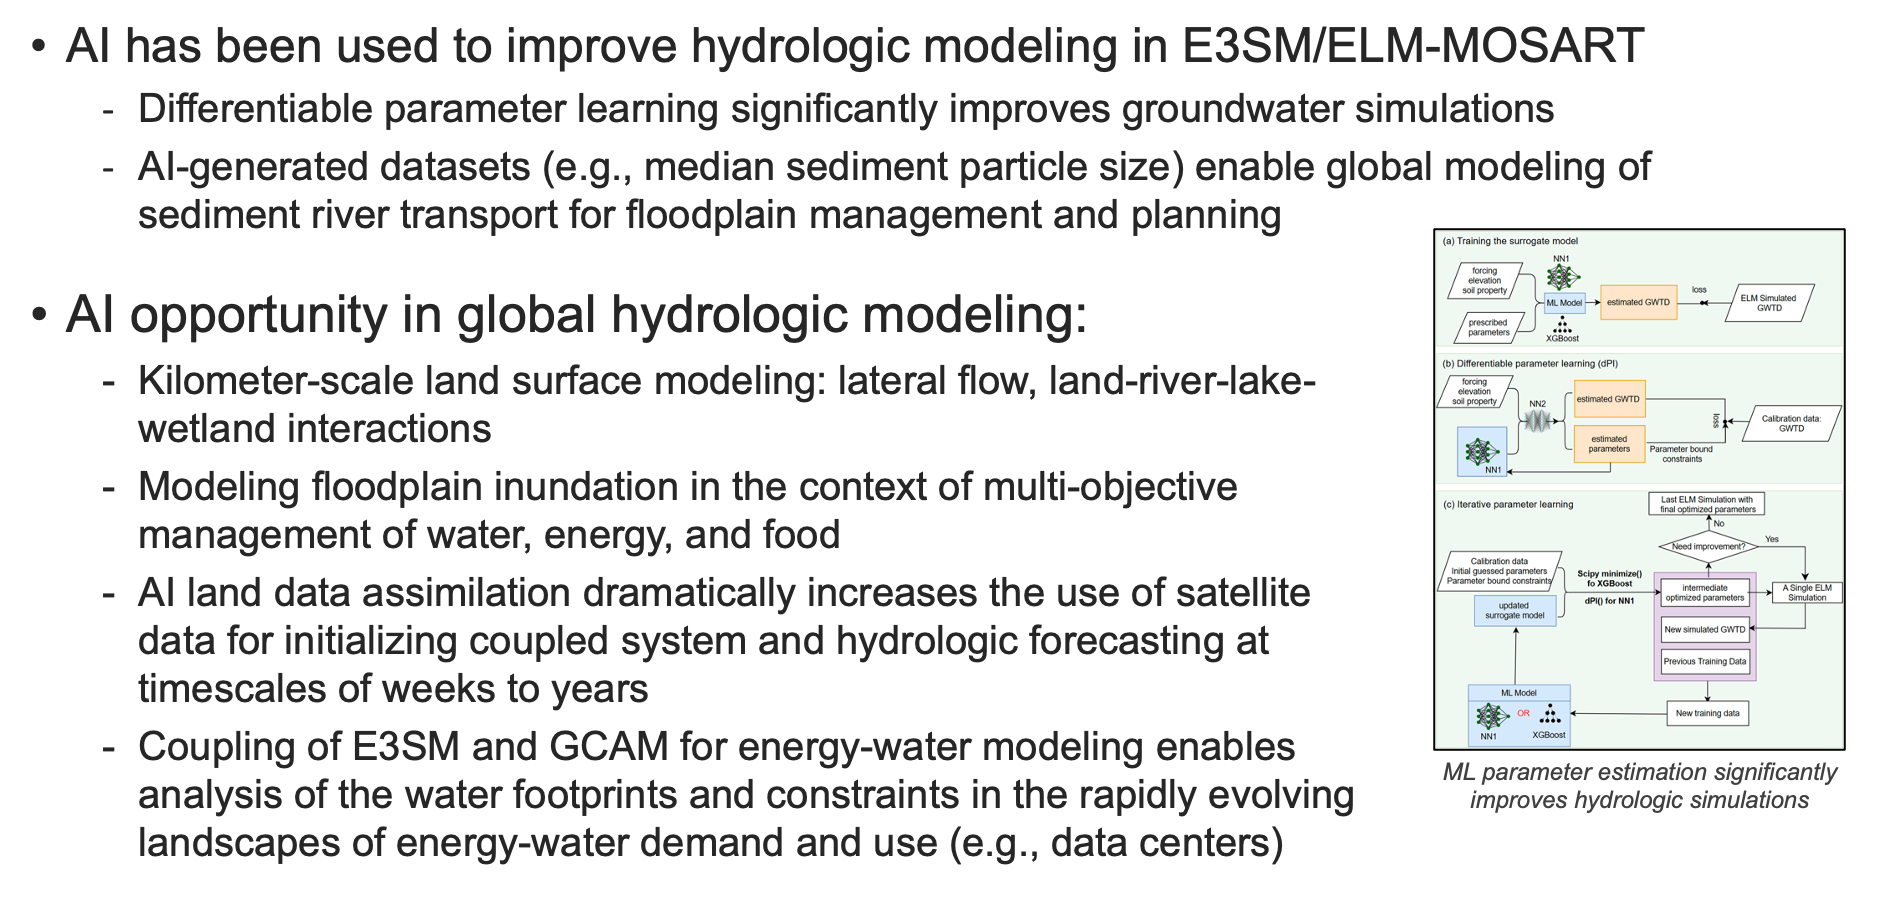 • AI has been used to improve hydrologic modeling in E3SM/ELM-MOSART
- Differentiable parameter learning significantly improves groundwater simulations
- AI-generated datasets (e.g., median sediment particle size) enable global modeling of
sediment river transport for floodplain management and planning
• AI opportunity in global hydrologic modeling:
- Kilometer-scale land surface modeling: lateral flow, land-river-lake-
wetland interactions
- Modeling floodplain inundation in the context of multi-objective
management of water, energy, and food
- AI land data assimilation dramatically increases the use of satellite
data for initializing coupled system and hydrologic forecasting at
timescales of weeks to years
- Coupling of E3SM and GCAM for energy-water modeling enables
analysis of the water footprints and constraints in the rapidly evolving
landscapes of energy-water demand and use (e.g., data centers)
(a) Training the surrogate model
forcing
elevation
soil property
prescribed
parameters
NN1
ML Model
XGBoost
estimated GWTD
loss
ELM Simulated
GWTD
(b) Differentiable parameter learning (dPl)
forcing
elevation
soil property
NN1
NN2
estimated GWTD
estimated
parameters
loss
Parameter bound
constraints
Calibration data:
GWTD
(c) Iterative parameter learning
Last ELM Simulation with
final optimized parameters
No
Need improvement?
Yes
Calibration data
Initial guessed parameters
Parameter bound constraints
Scipy minimize()
fo XGBoost
dPl() for NN1
intermediate
optimized parameters
A Single ELM
Simulation
updated
surrogate model
New simulated GWTD
Previous Training Data
ML Model
NN1
OR
XGBoost
New training data
ML parameter estimation significantly
improves hydrologic simulations